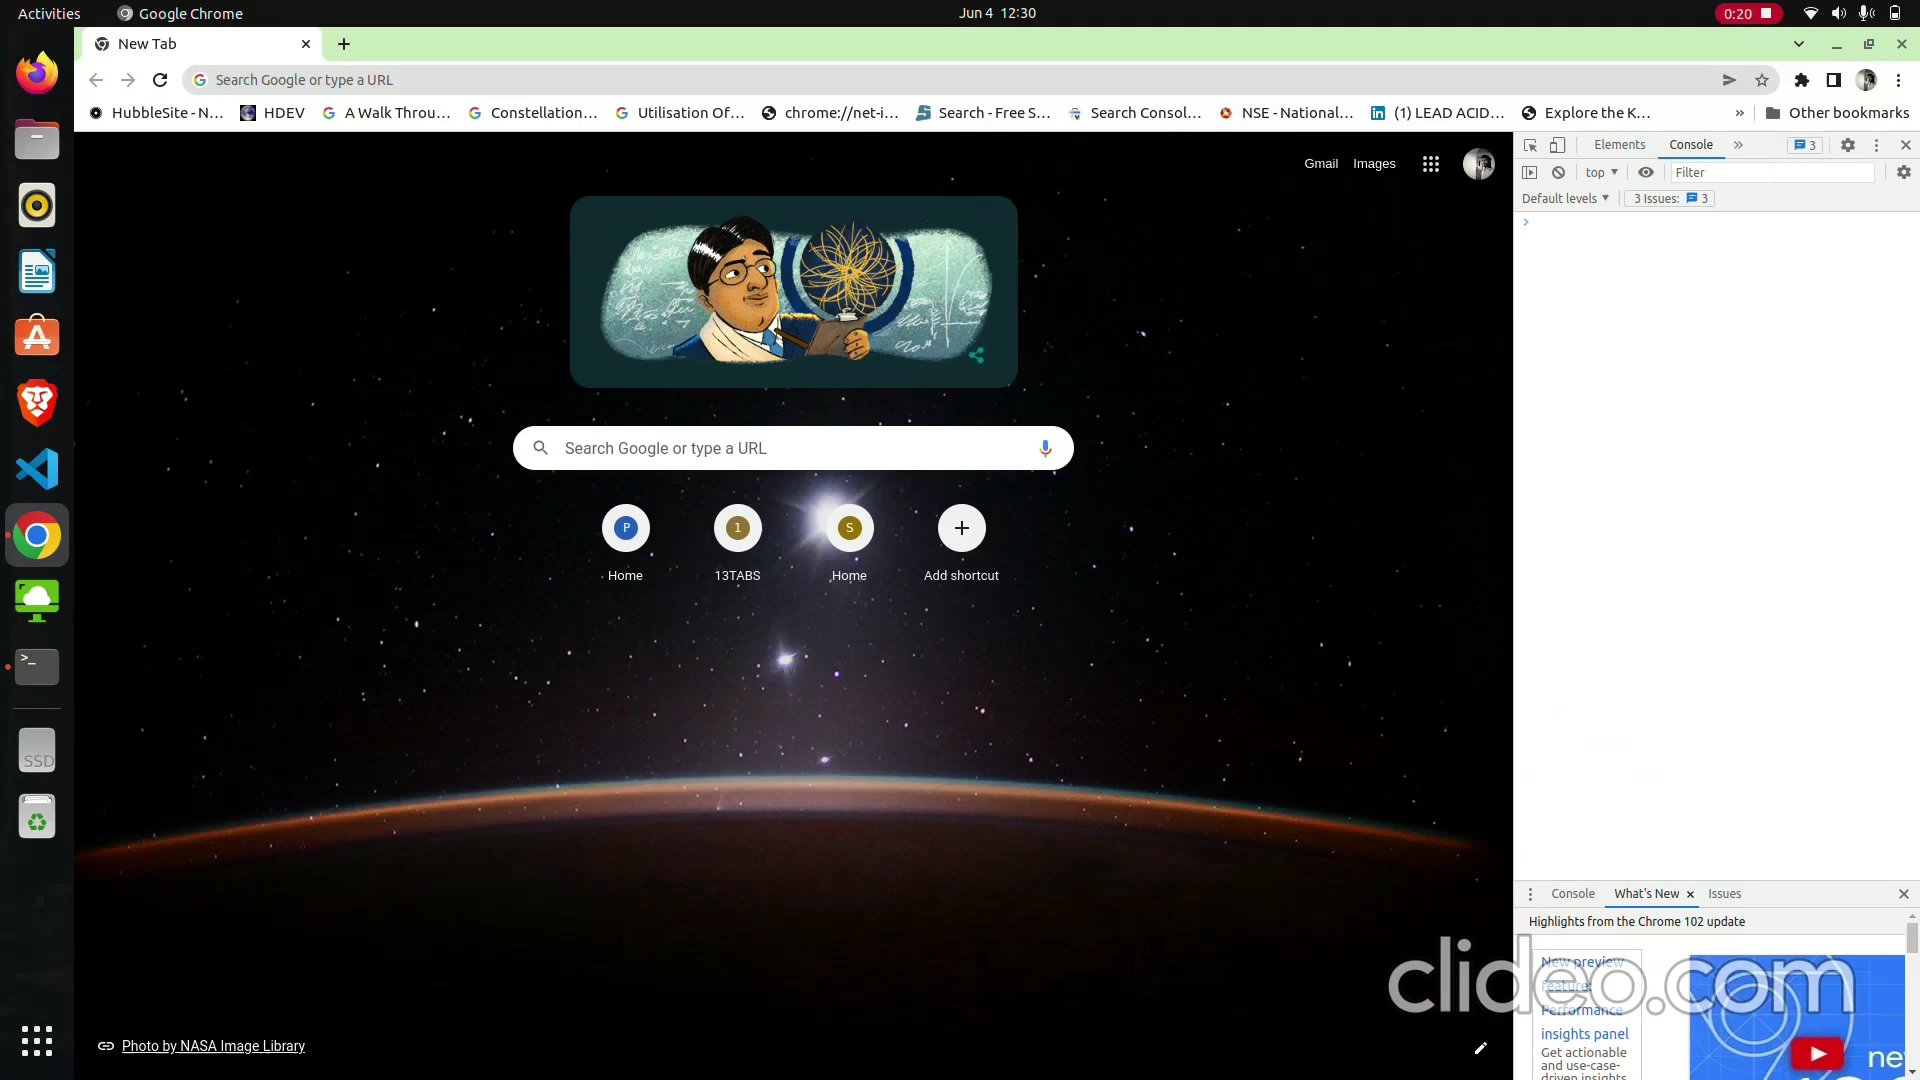 Activities
Google Chrome
Jun 4 12:30
0:20
New Tab
Search Google or type a URL
HubbleSite - N...
HDEV
A Walk Throu...
Constellation...
Utilisation Of...
chrome://net-i...
Search - Free S...
Search Consol...
NSE - National...
(1) LEAD ACID...
Explore the K...
Other bookmarks
Gmail
Images
Elements
Console
3
top
Filter
Default levels
3 Issues:
3
Search Google or type a URL
P
1
S
Home
13TABS
Home
Add shortcut
SSD
Photo by NASA Image Library
Console
What's New
Issues
Highlights from the Chrome 102 update
New preview
feature:
Performance
insights panel
Get actionable
and use-case-
driven insights
ne
clideo.com